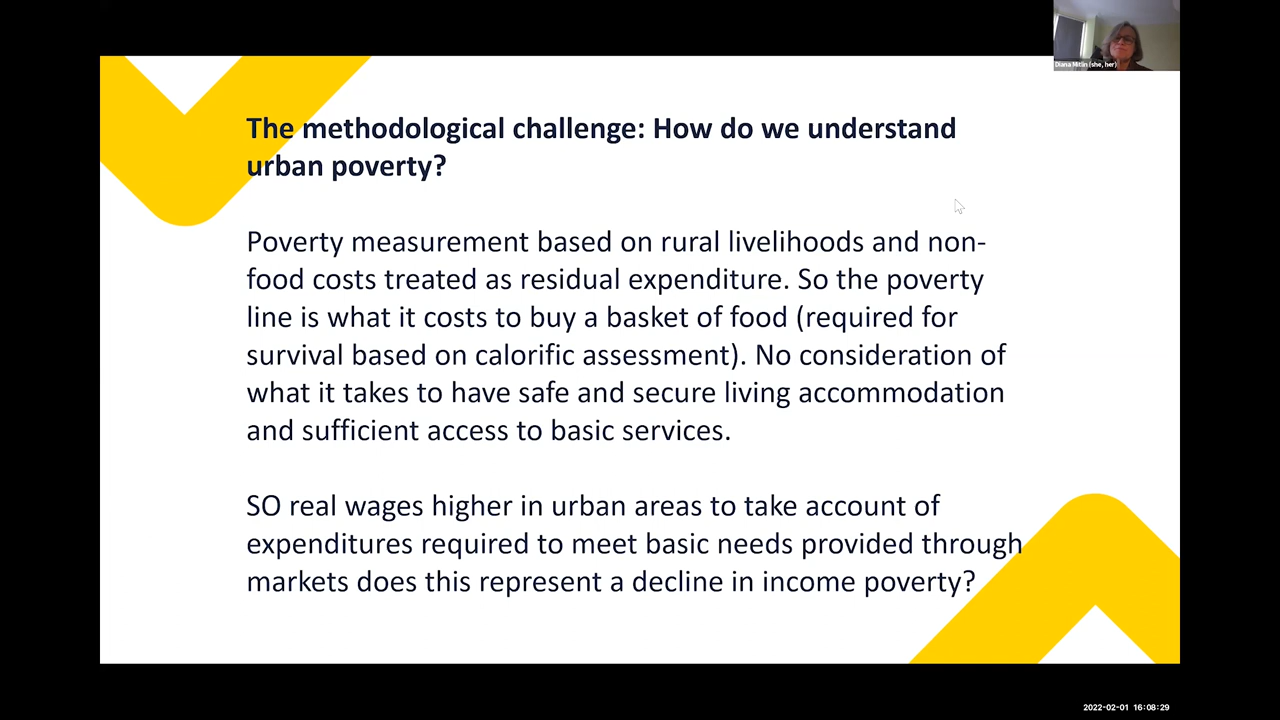 Diana Mitlin (she, her)
The methodological challenge: How do we understand
urban poverty?
Poverty measurement based on rural livelihoods and non-
food costs treated as residual expenditure. So the poverty
line is what it costs to buy a basket of food (required for
survival based on calorific assessment). No consideration of
what it takes to have safe and secure living accommodation
and sufficient access to basic services.
SO real wages higher in urban areas to take account of
expenditures required to meet basic needs provided through
markets does this represent a decline in income poverty?
2022-02-01 16:08:29